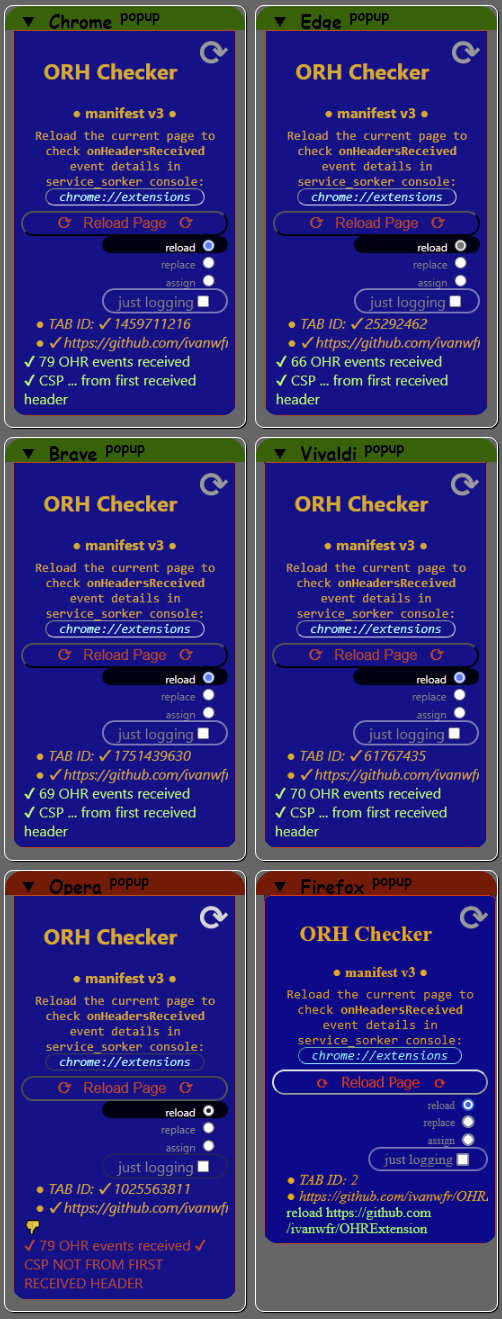 ▼ Chrome popup
⟳
ORH Checker
● manifest v3 ●
Reload the current page to
check onHeadersReceived
event details in
service_sorker console:
chrome://extensions
⟳ Reload Page ⟳
reload
replace
assign
just logging
● TAB ID: ✓1459711216
● ✓https://github.com/ivanwfr
✓ 79 OHR events received
✓ CSP ... from first received
header
▼ Edge popup
⟳
ORH Checker
● manifest v3 ●
Reload the current page to
check onHeadersReceived
event details in
service_sorker console:
chrome://extensions
⟳ Reload Page ⟳
reload
replace
assign
just logging
● TAB ID: ✓25292462
● ✓https://github.com/ivanwfr
✓ 66 OHR events received
✓ CSP ... from first received
header
▼ Brave popup
⟳
ORH Checker
● manifest v3 ●
Reload the current page to
check onHeadersReceived
event details in
service_sorker console:
chrome://extensions
⟳ Reload Page ⟳
reload
replace
assign
just logging
● TAB ID: ✓1751439630
● ✓https://github.com/ivanwfr
✓ 69 OHR events received
✓ CSP ... from first received
header
▼ Vivaldi popup
⟳
ORH Checker
● manifest v3 ●
Reload the current page to
check onHeadersReceived
event details in
service_sorker console:
chrome://extensions
⟳ Reload Page ⟳
reload
replace
assign
just logging
● TAB ID: ✓61767435
● ✓https://github.com/ivanwfr
✓ 70 OHR events received
✓ CSP ... from first received
header
▼ Opera popup
⟳
ORH Checker
● manifest v3 ●
Reload the current page to
check onHeadersReceived
event details in
service_sorker console:
chrome://extensions
⟳ Reload Page ⟳
reload
replace
assign
just logging
● TAB ID: ✓1025563811
● ✓https://github.com/ivanwfr
👎
✓ 79 OHR events received ✓
CSP NOT FROM FIRST
RECEIVED HEADER
▼ Firefox popup
⟳
ORH Checker
● manifest v3 ●
Reload the current page to
check onHeadersReceived
event details in
service_sorker console:
chrome://extensions
⟳ Reload Page ⟳
reload
replace
assign
just logging
● TAB ID: 2
● https://github.com/ivanwfr/OHR
reload https://github.com
/ivanwfr/OHRExtension